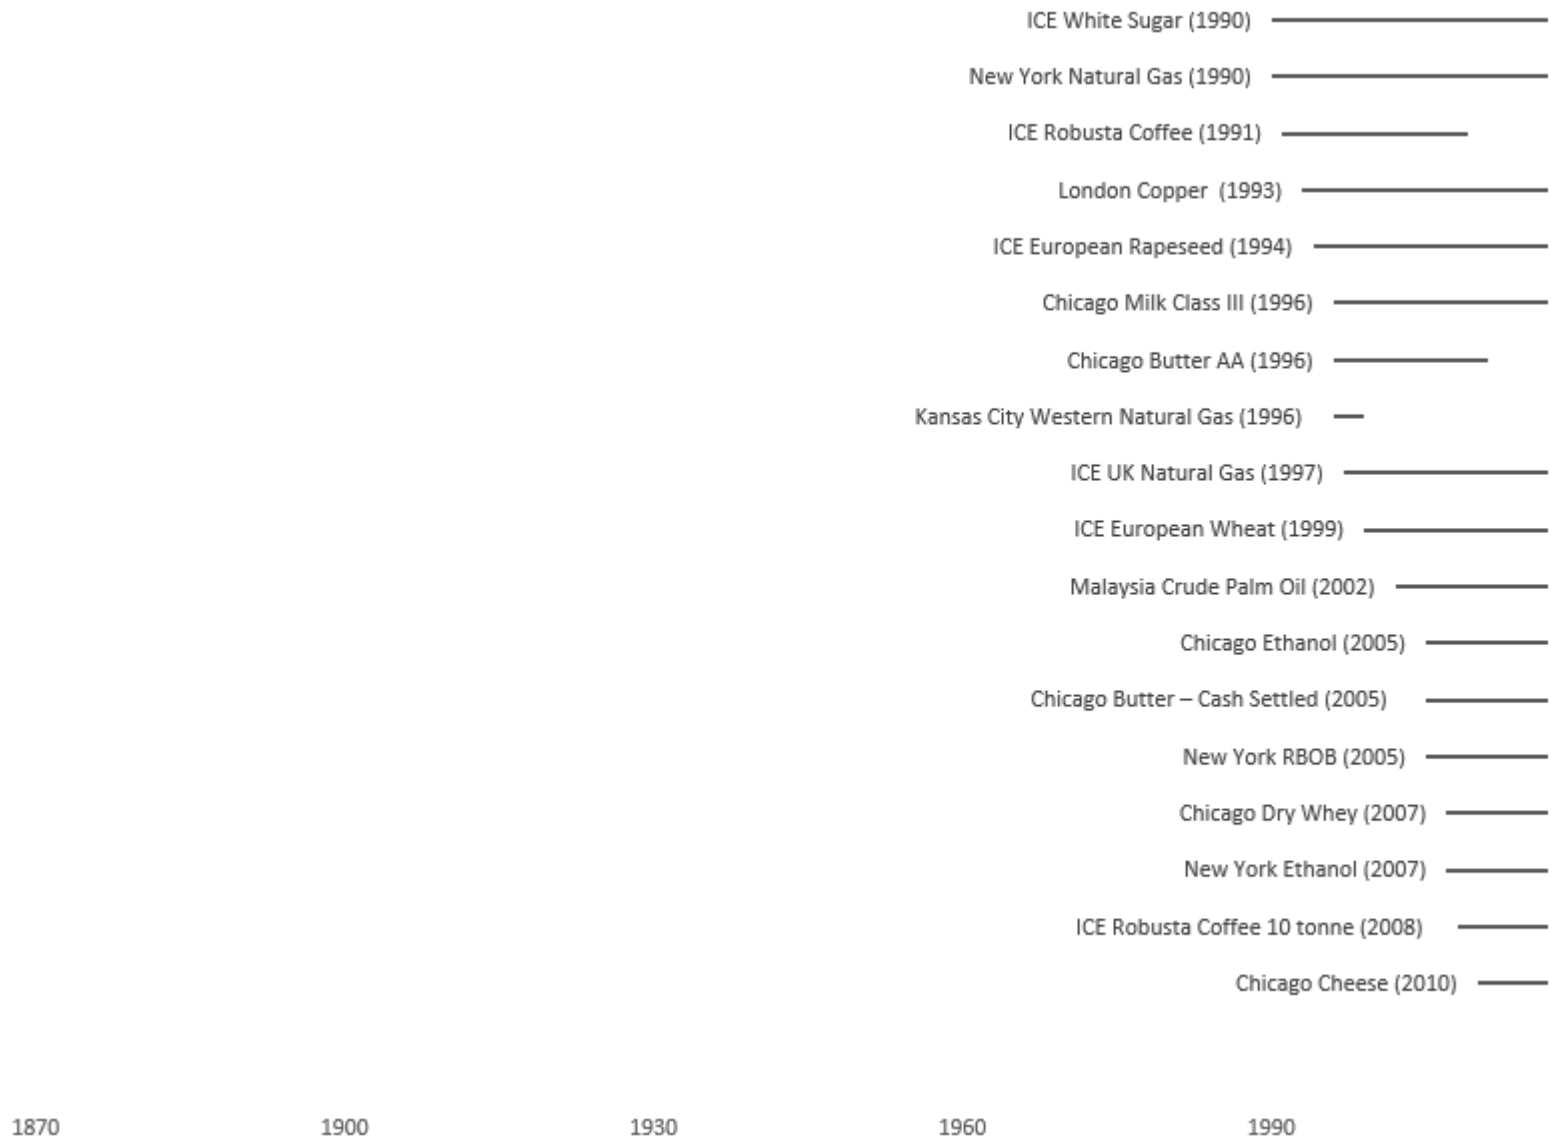 ICE White Sugar (1990)
New York Natural Gas (1990)
ICE Robusta Coffee (1991)
London Copper  (1993)
ICE European Rapeseed (1994)
Chicago Milk Class III (1996)
Chicago Butter AA (1996)
Kansas City Western Natural Gas (1996)
ICE UK Natural Gas (1997)
ICE European Wheat (1999)
Malaysia Crude Palm Oil (2002)
Chicago Ethanol (2005)
Chicago Butter – Cash Settled (2005)
New York RBOB (2005)
Chicago Dry Whey (2007)
New York Ethanol (2007)
ICE Robusta Coffee 10 tonne (2008)
Chicago Cheese (2010)
1870 1900 1930 1960 1990